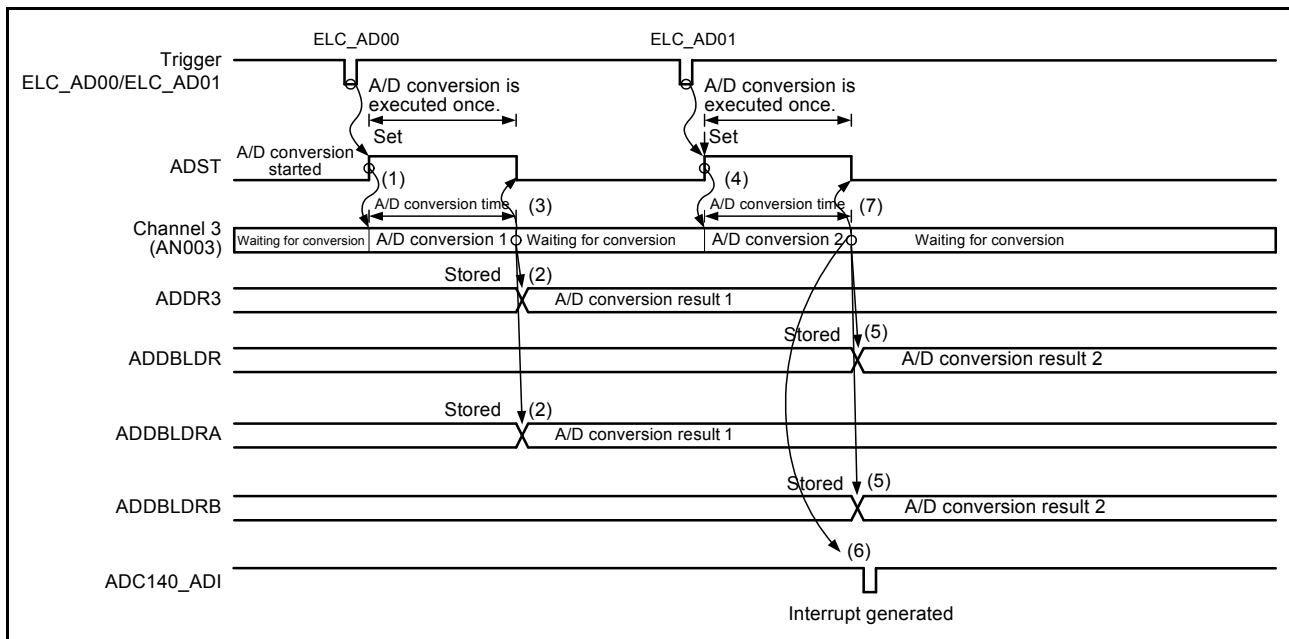 ELC_AD00
ELC_AD01
Trigger
ELC_AD00/ELC_AD01
A/D conversion is
executed once.
A/D conversion is
executed once.
Set
Set
A/D conversion
started
ADST
(1)
(4)
A/D conversion time
(3)
A/D conversion time
(7)
Channel 3
(AN003)
Waiting for conversion
A/D conversion 1
Waiting for conversion
A/D conversion 2
Waiting for conversion
Stored
(2)
ADDR3
A/D conversion result 1
Stored
(5)
ADDBLDR
A/D conversion result 2
Stored
(2)
ADDBLDRA
A/D conversion result 1
Stored
(5)
ADDBLDRB
A/D conversion result 2
(6)
ADC140_ADI
Interrupt generated